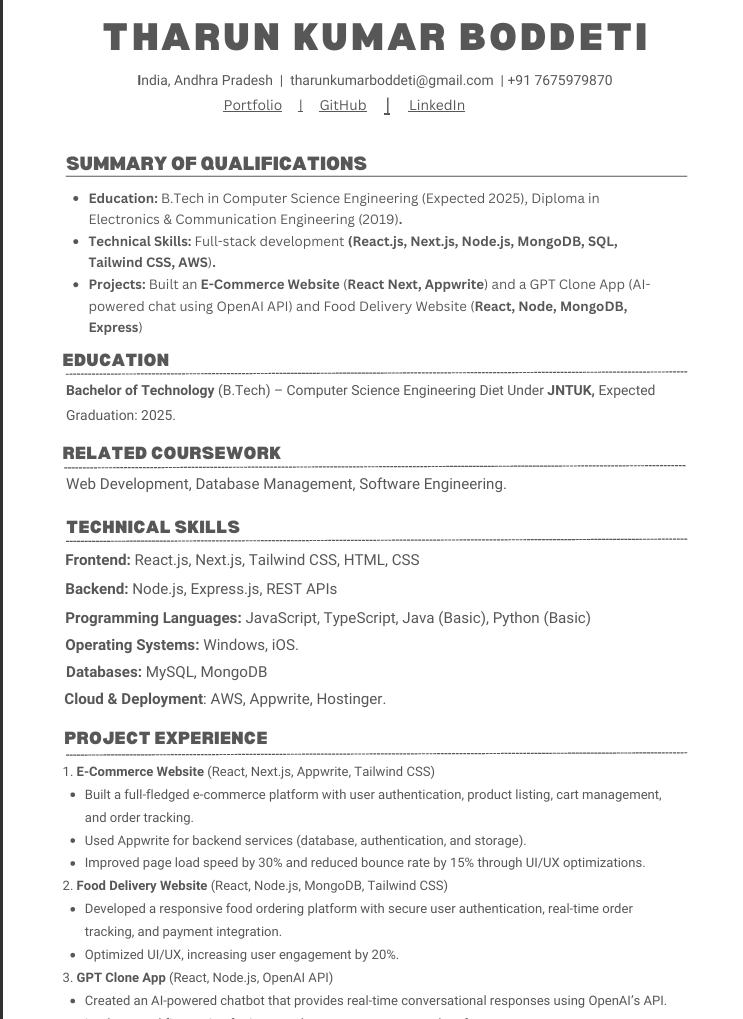 THARUN KUMAR BODDETI
India, Andhra Pradesh | tharunkumarboddeti@gmail.com | +91 7675979870
Portfolio | GitHub | LinkedIn
SUMMARY OF QUALIFICATIONS
• Education: B.Tech in Computer Science Engineering (Expected 2025), Diploma in
Electronics & Communication Engineering (2019).
• Technical Skills: Full-stack development (React.js, Next.js, Node.js, MongoDB, SQL,
Tailwind CSS, AWS).
• Projects: Built an E-Commerce Website (React Next, Appwrite) and a GPT Clone App (AI-
powered chat using OpenAI API) and Food Delivery Website (React, Node, MongoDB,
Express)
EDUCATION
Bachelor of Technology (B.Tech) – Computer Science Engineering Diet Under JNTUK, Expected
Graduation: 2025.
RELATED COURSEWORK
Web Development, Database Management, Software Engineering.
TECHNICAL SKILLS
Frontend: React.js, Next.js, Tailwind CSS, HTML, CSS
Backend: Node.js, Express.js, REST APIs
Programming Languages: JavaScript, TypeScript, Java (Basic), Python (Basic)
Operating Systems: Windows, iOS.
Databases: MySQL, MongoDB
Cloud & Deployment: AWS, Appwrite, Hostinger.
PROJECT EXPERIENCE
1. E-Commerce Website (React, Next.js, Appwrite, Tailwind CSS)
• Built a full-fledged e-commerce platform with user authentication, product listing, cart management,
and order tracking.
• Used Appwrite for backend services (database, authentication, and storage).
• Improved page load speed by 30% and reduced bounce rate by 15% through UI/UX optimizations.
2. Food Delivery Website (React, Node.js, MongoDB, Tailwind CSS)
• Developed a responsive food ordering platform with secure user authentication, real-time order
tracking, and payment integration.
• Optimized UI/UX, increasing user engagement by 20%.
3. GPT Clone App (React, Node.js, OpenAI API)
• Created an AI-powered chatbot that provides real-time conversational responses using OpenAI's API.